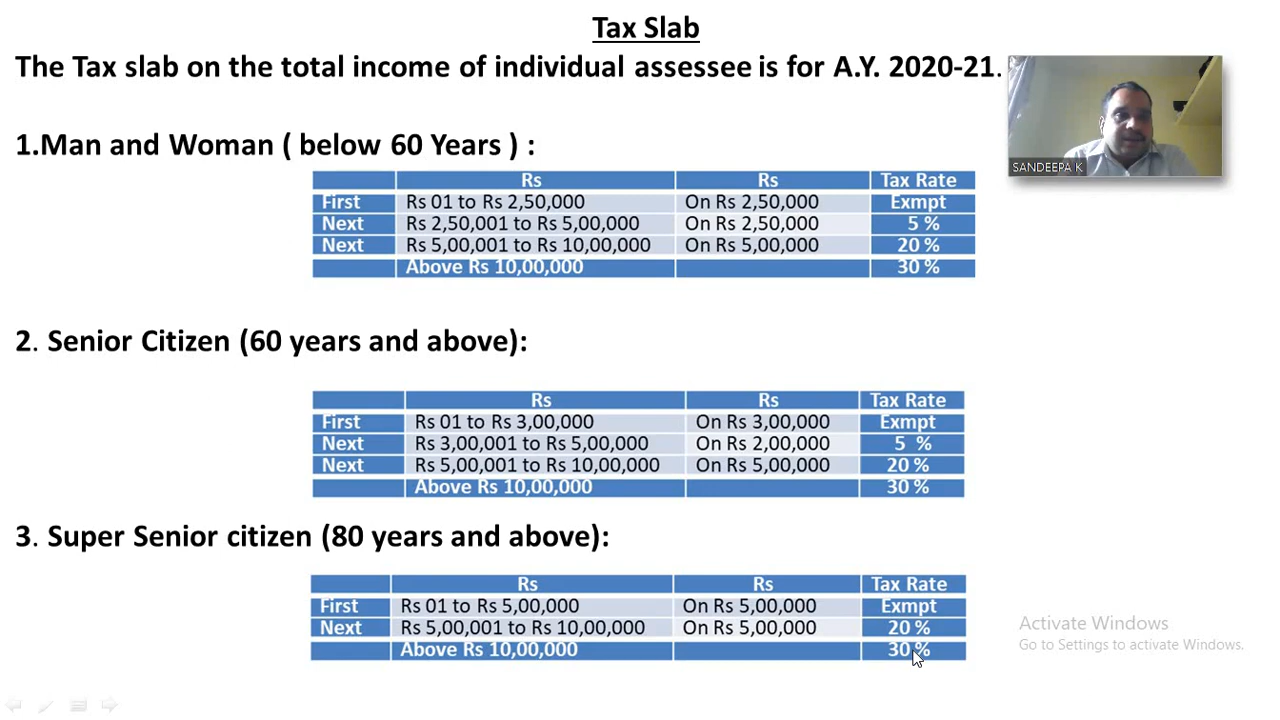 Tax Slab
The Tax slab on the total income of individual assessee is for A.Y. 2020-21.
SANDEEPA K
1.Man and Woman ( below 60 Years ) :
Rs Rs Tax Rate
First Rs 01 to Rs 2,50,000 On Rs 2,50,000 Exmpt
Next Rs 2,50,001 to Rs 5,00,000 On Rs 2,50,000 5 %
Next Rs 5,00,001 to Rs 10,00,000 On Rs 5,00,000 20 %
Above Rs 10,00,000 30 %
2. Senior Citizen (60 years and above):
Rs Rs Tax Rate
First Rs 01 to Rs 3,00,000 On Rs 3,00,000 Exmpt
Next Rs 3,00,001 to Rs 5,00,000 On Rs 2,00,000 5 %
Next Rs 5,00,001 to Rs 10,00,000 On Rs 5,00,000 20 %
Above Rs 10,00,000 30 %
3. Super Senior citizen (80 years and above):
Rs Rs Tax Rate
First Rs 01 to Rs 5,00,000 On Rs 5,00,000 Exmpt
Next Rs 5,00,001 to Rs 10,00,000 On Rs 5,00,000 20 %
Above Rs 10,00,000 30 %
Activate Windows
Go to Settings to activate Windows.